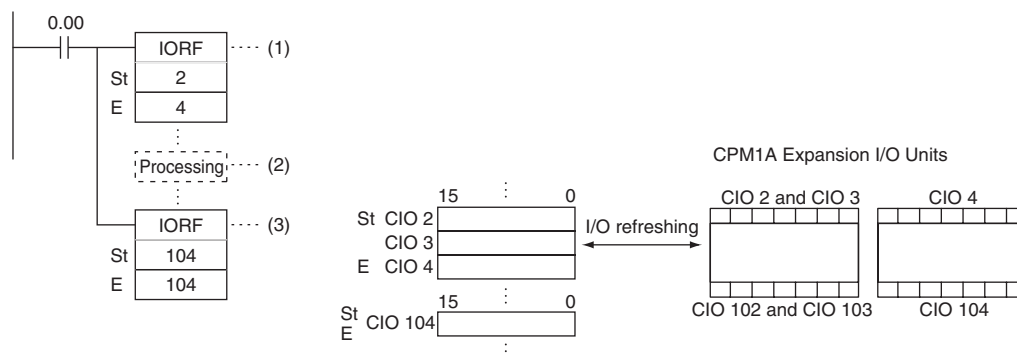 0.00
IORF
(1)
St
2
E
4
Processing
(2)
IORF
(3)
St
104
E
104
15
0
St CIO 2
CIO 3
E CIO 4
I/O refreshing
15
0
St
E
CIO 104
CPM1A Expansion I/O Units
CIO 2 and CIO 3
CIO 4
CIO 102 and CIO 103
CIO 104